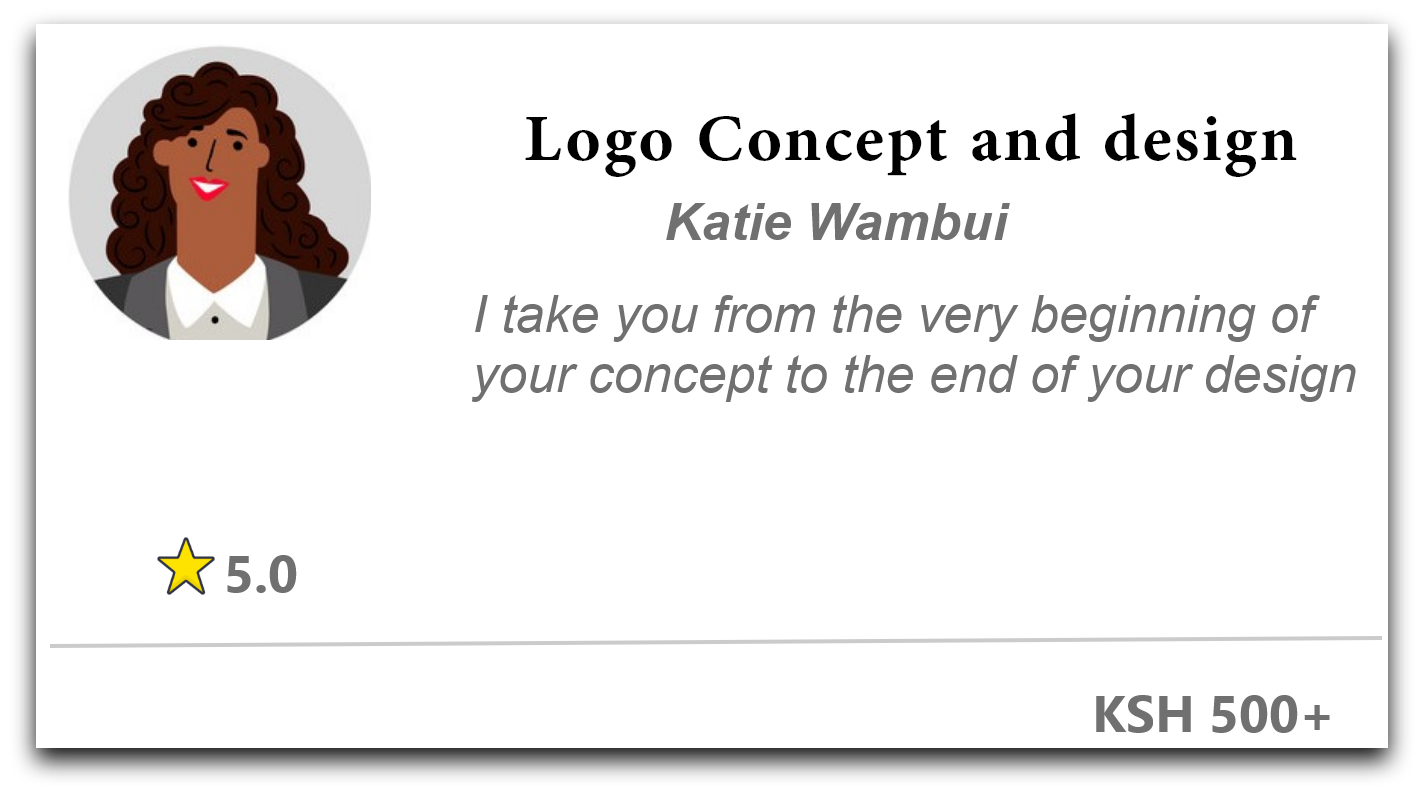 Logo Concept and design
Katie Wambui
I take you from the very beginning of
your concept to the end of your design
5.0
KSH 500+